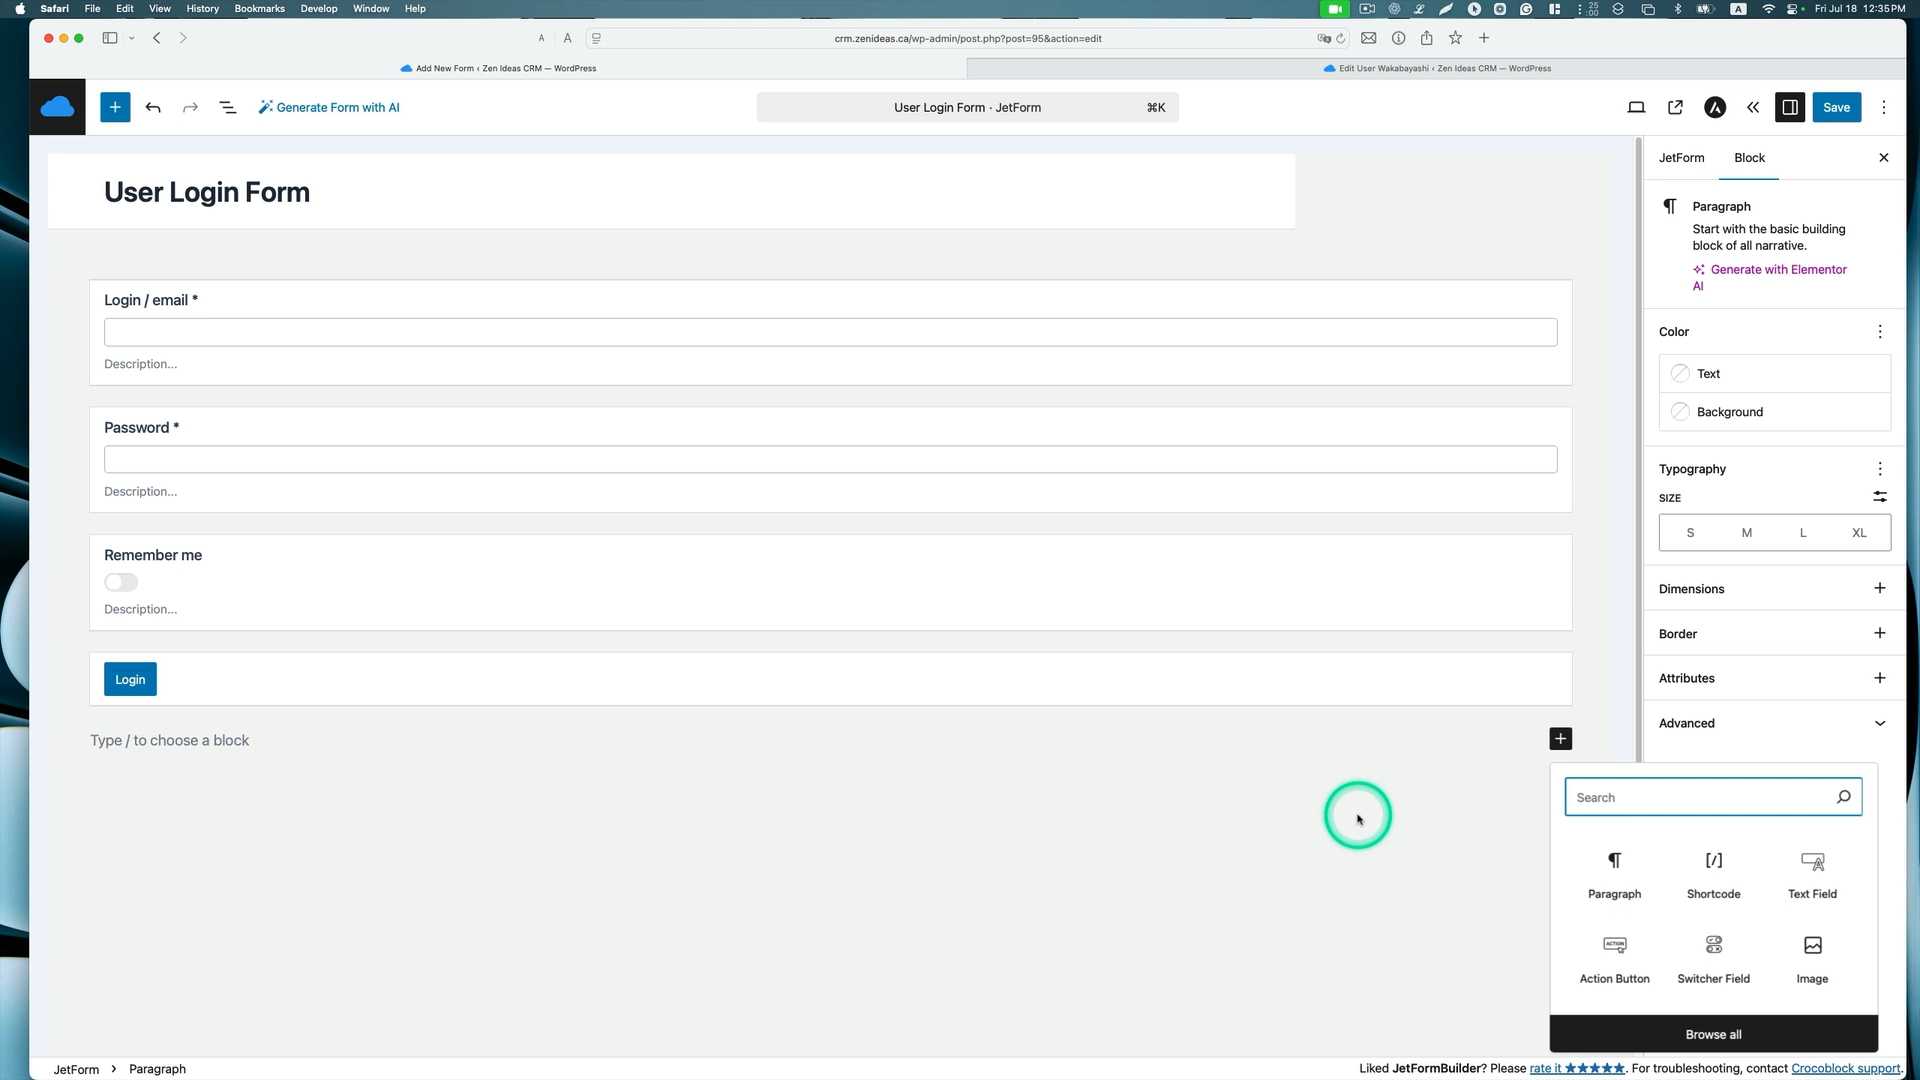 Safari File Edit View History Bookmarks Develop Window Help
25
00
A
Fri Jul 18 12:35 PM
A A
crm.zenideas.ca/wp-admin/post.php?post=95&action=edit
Add New Form ‹ Zen Ideas CRM — WordPress
Edit User Wakabayashi ‹ Zen Ideas CRM — WordPress
Generate Form with AI
User Login Form · JetForm
⌘K
Save
User Login Form
Login / email *
Description...
Password *
Description...
Remember me
Description...
Login
Type / to choose a block
JetForm
Block
Paragraph
Start with the basic building
block of all narrative.
Generate with Elementor
AI
Color
Text
Background
Typography
SIZE
S M L XL
Dimensions
Border
Attributes
Advanced
Search
Paragraph
Shortcode
Text Field
ACTION
Action Button
Switcher Field
Image
Browse all
JetForm › Paragraph
Liked JetFormBuilder? Please rate it ★★★★★. For troubleshooting, contact Crocoblock support.